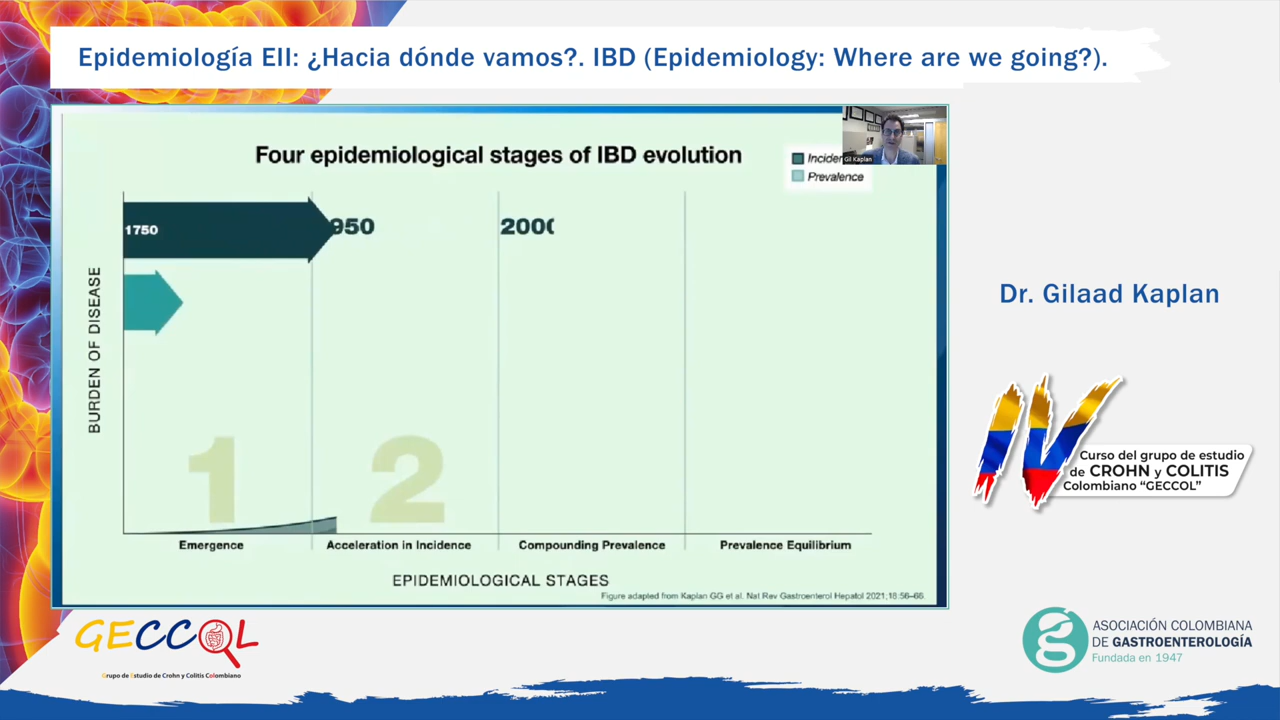 Epidemiología EII: ¿Hacia dónde vamos?. IBD (Epidemiology: Where are we going?).
Four epidemiological stages of IBD evolution
Gil Kaplan
Prevalence
1750
950
200
BURDEN OF DISEASE
1
2
Emergence
Acceleration in Incidence
Compounding Prevalence
Prevalence Equilibrium
EPIDEMIOLOGICAL STAGES
Figure adapted from Kaplan GG et al. Nat Rev Gastroenterol Hepatol 2021;18:56–66.
Dr. Gilaad Kaplan
IV
Curso del grupo de estudio
de CROHN y COLITIS
Colombiano “GECCOL”
GECCOL
Grupo de Estudio de Crohn y Colitis Colombiano
ASOCIACIÓN COLOMBIANA
DE GASTROENTEROLOGÍA
Fundada en 1947